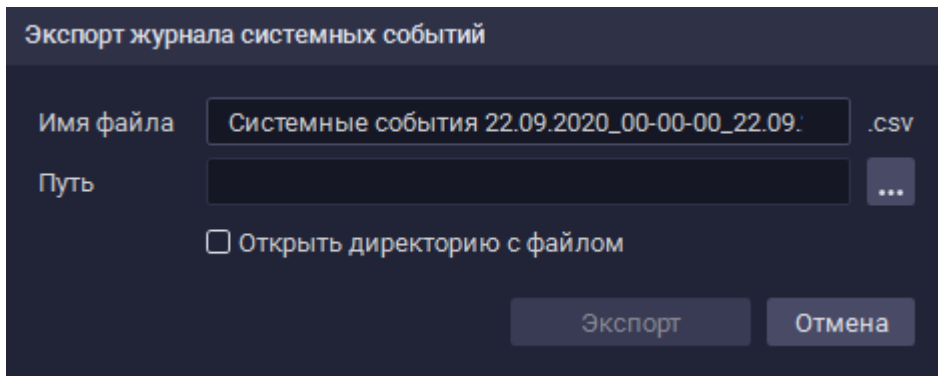 Экспорт журнала системных событий
Имя файла Системные события 22.09.2020_00-00-00_22.09. .csv
Путь ...
Открыть директорию с файлом
Экспорт Отмена